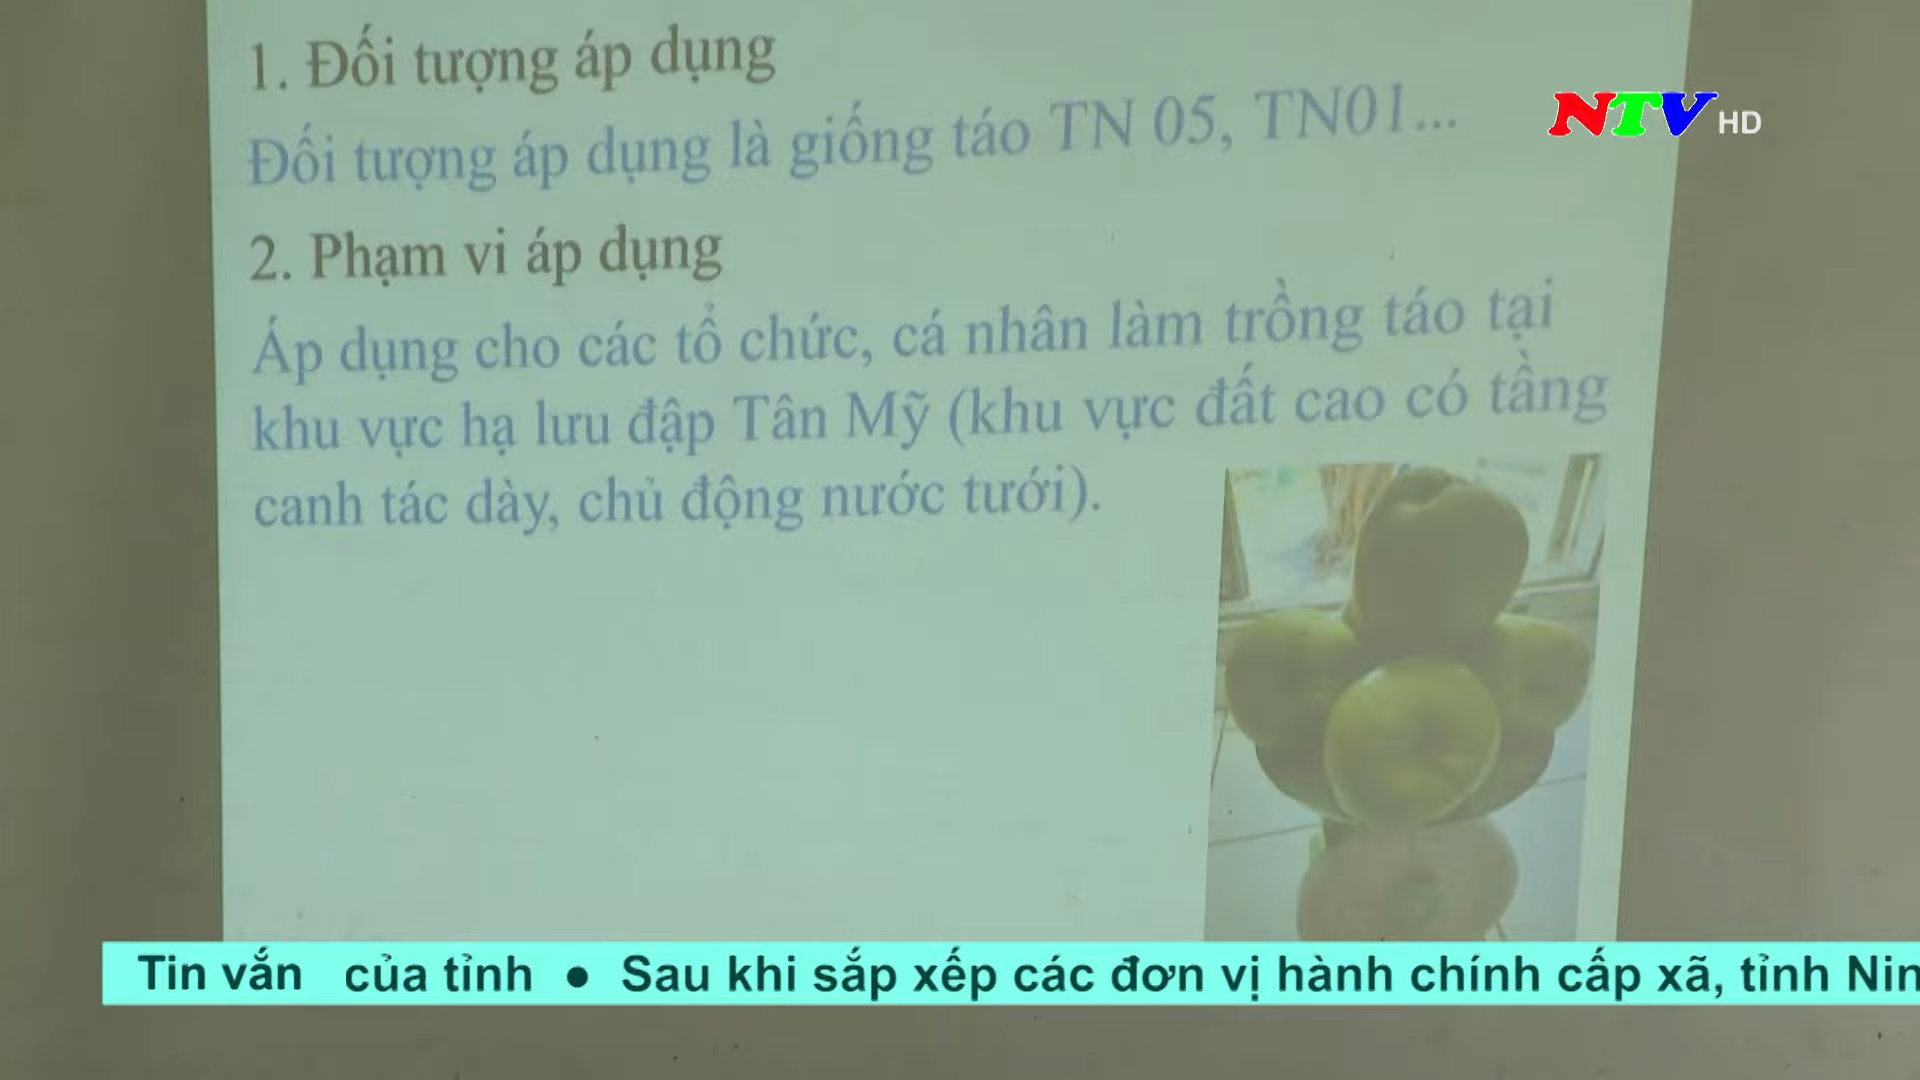 1. Đối tượng áp dụng
Đối tượng áp dụng là giống táo TN 05, TN01...
NTV HD
2. Phạm vi áp dụng
Áp dụng cho các tổ chức, cá nhân làm trồng táo tại
khu vực hạ lưu đập Tân Mỹ (khu vực đất cao có tầng
canh tác dày, chủ động nước tưới).
Tin vắn của tỉnh • Sau khi sắp xếp các đơn vị hành chính cấp xã, tỉnh Nin